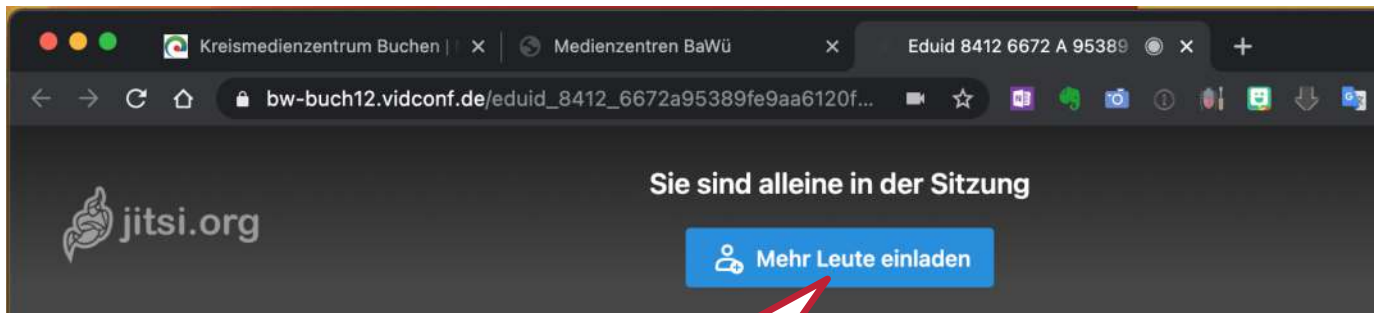 Kreismedienzentrum Buchen |
Medienzentren BaWü
Eduid 8412 6672 A 95389
bw-buch12.vidconf.de/eduid_8412_6672a95389fe9aa6120f...
jitsi.org
Sie sind alleine in der Sitzung
Mehr Leute einladen